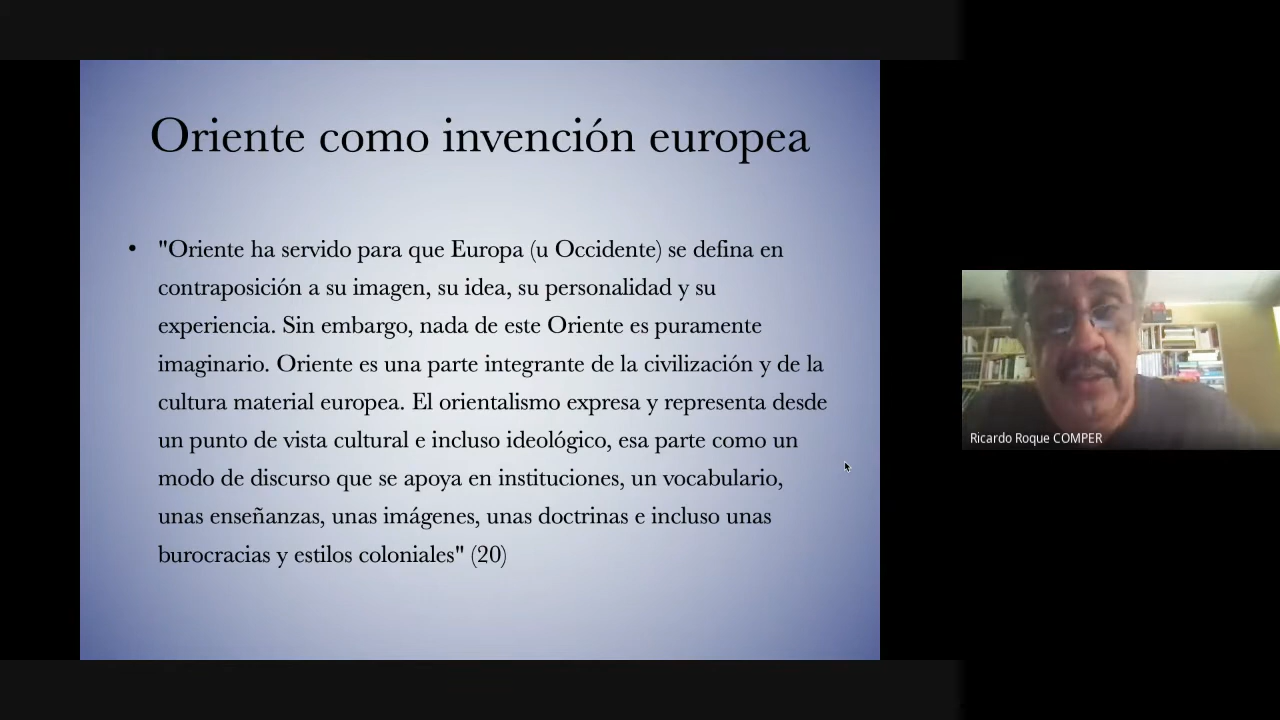 Oriente como invención europea
• "Oriente ha servido para que Europa (u Occidente) se defina en
contraposición a su imagen, su idea, su personalidad y su
experiencia. Sin embargo, nada de este Oriente es puramente
imaginario. Oriente es una parte integrante de la civilización y de la
cultura material europea. El orientalismo expresa y representa desde
un punto de vista cultural e incluso ideológico, esa parte como un
modo de discurso que se apoya en instituciones, un vocabulario,
unas enseñanzas, unas imágenes, unas doctrinas e incluso unas
burocracias y estilos coloniales" (20)
Ricardo Roque COMPER